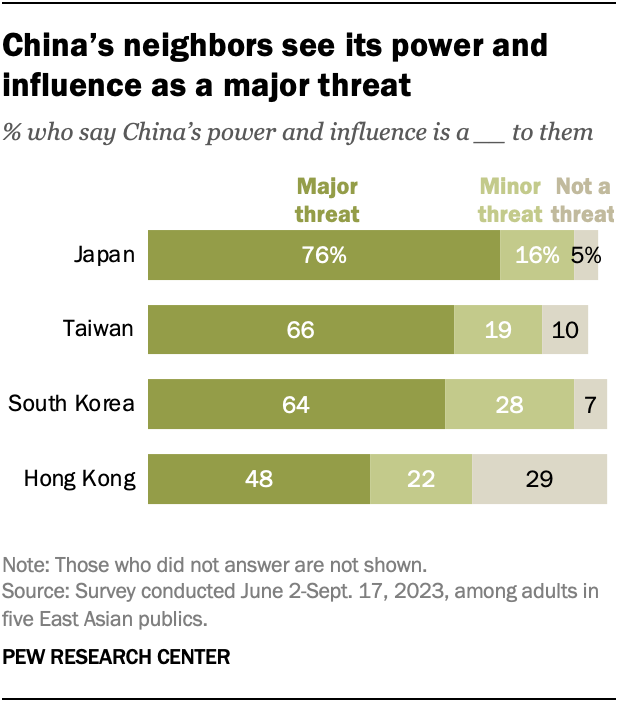 China's neighbors see its power and
influence as a major threat
% who say China's power and influence is a __ to them
Major
threat
Minor
threat
Not a
threat
Japan 76% 16% 5%
Taiwan 66 19 10
South Korea 64 28 7
Hong Kong 48 22 29
Note: Those who did not answer are not shown.
Source: Survey conducted June 2-Sept. 17, 2023, among adults in
five East Asian publics.
PEW RESEARCH CENTER